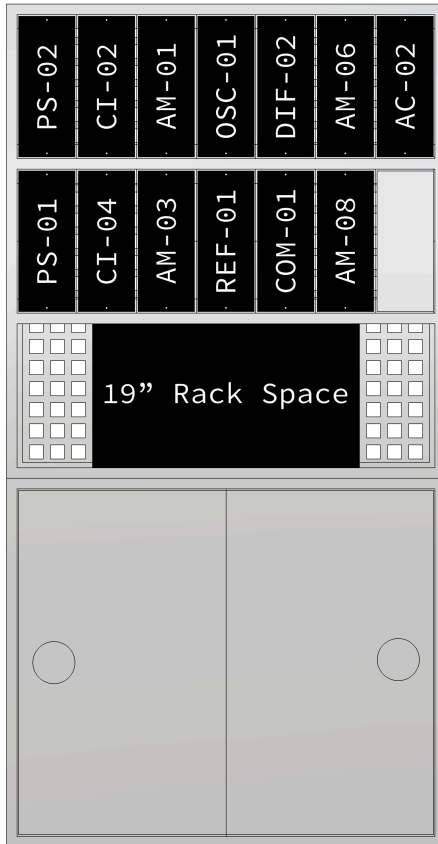 PS-02
CI-02
AM-01
OSC-01
DIF-02
AM-06
AC-02
PS-01
CI-04
AM-03
REF-01
COM-01
AM-08
19” Rack Space